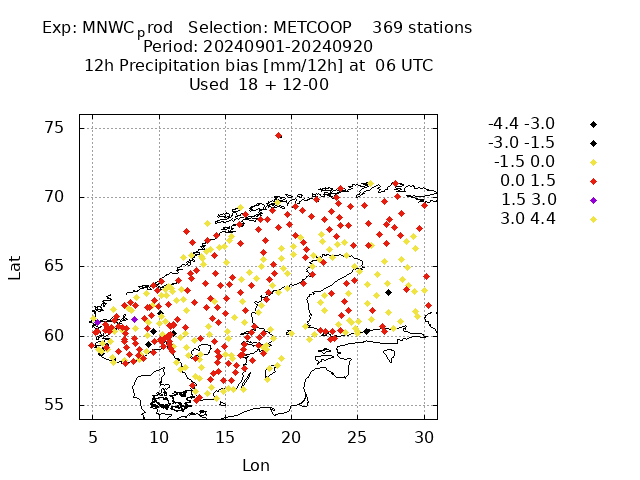 Exp: MNWCprod Selection: METCOOP 369 stations
Period: 20240901-20240920
12h Precipitation bias [mm/12h] at 06 UTC
Used 18 + 12-00
-4.4 -3.0
-3.0 -1.5
-1.5 0.0
0.0 1.5
1.5 3.0
3.0 4.4
75
70
65
60
55
Lat
5 10 15 20 25 30
Lon